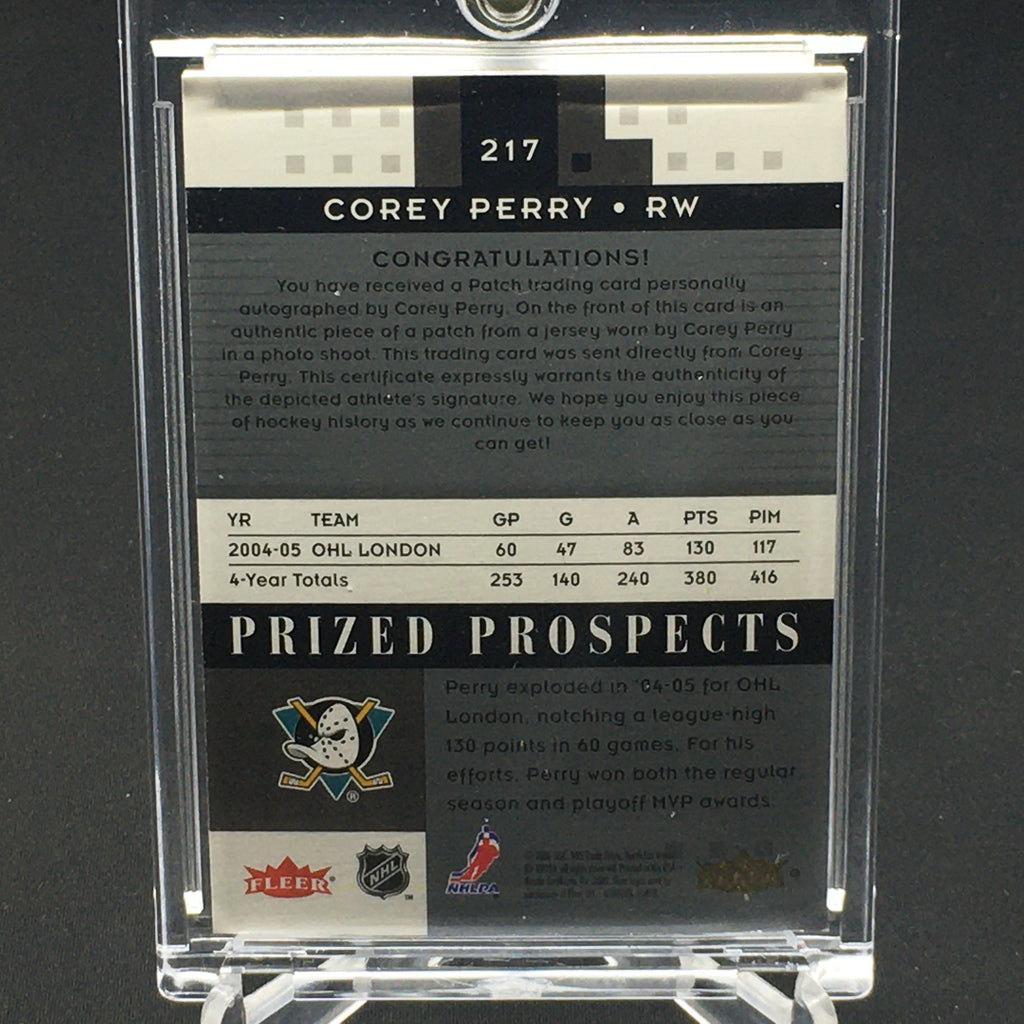 217
COREY PERRY • RW
CONGRATULATIONS!
You have received a Patch trading card personally
autographed by Corey Perry. On the front of this card is an
authentic piece of a patch from a jersey worn by Corey Perry
in a photo shoot. This trading card was sent directly from Corey
Perry. This certificate expressly warrants the authenticity of
the depicted athlete's signature. We hope you enjoy this piece
of hockey history as we continue to keep you as close as you
can get!
YR TEAM GP G A PTS PIM
2004-05 OHL LONDON 60 47 83 130 117
4-Year Totals 253 140 240 380 416
PRIZED PROSPECTS
Perry exploded in '04-05 for OHL
London, notching a league-high
130 points in 60 games. For his
efforts, Perry won both the regular
season and playoff MVP awards.
®
FLEER®
NHL
TM
NHLPA